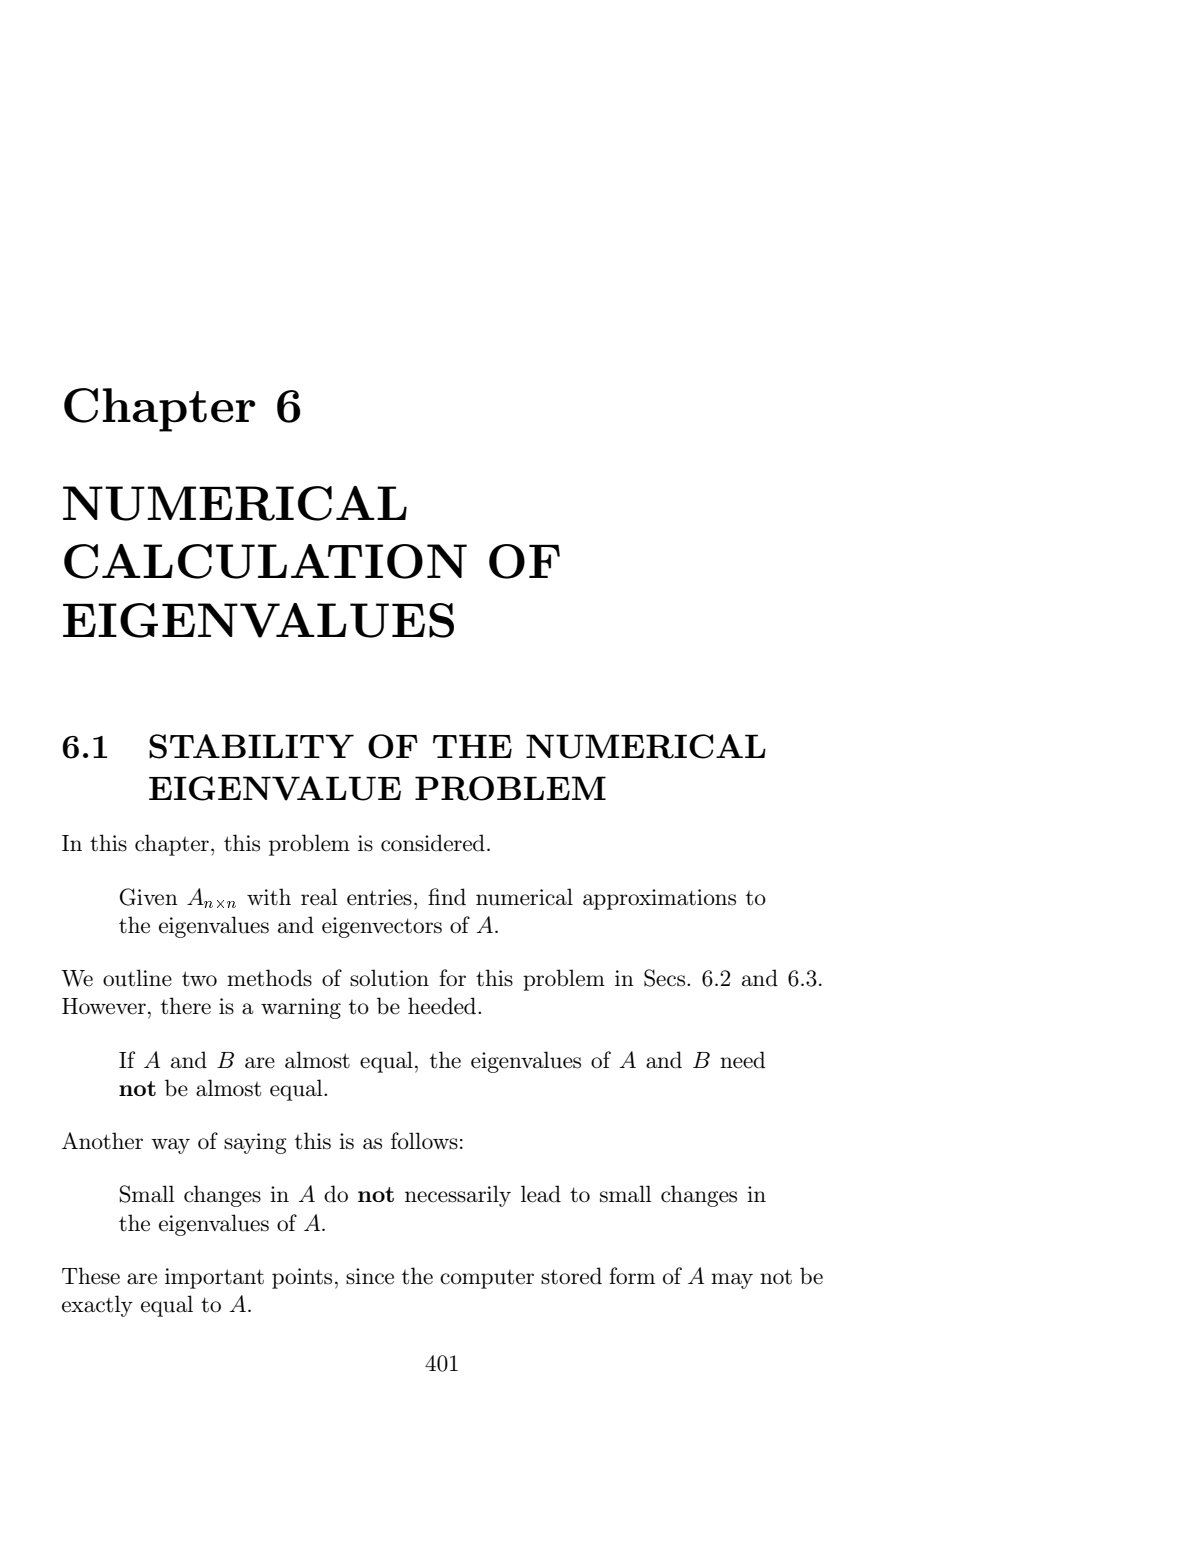 Chapter 6
NUMERICAL
CALCULATION OF
EIGENVALUES
6.1 STABILITY OF THE NUMERICAL
EIGENVALUE PROBLEM
In this chapter, this problem is considered.
Given Aₙ×ₙ with real entries, find numerical approximations to
the eigenvalues and eigenvectors of A.
We outline two methods of solution for this problem in Secs. 6.2 and 6.3.
However, there is a warning to be heeded.
If A and B are almost equal, the eigenvalues of A and B need
not be almost equal.
Another way of saying this is as follows:
Small changes in A do not necessarily lead to small changes in
the eigenvalues of A.
These are important points, since the computer stored form of A may not be
exactly equal to A.
401